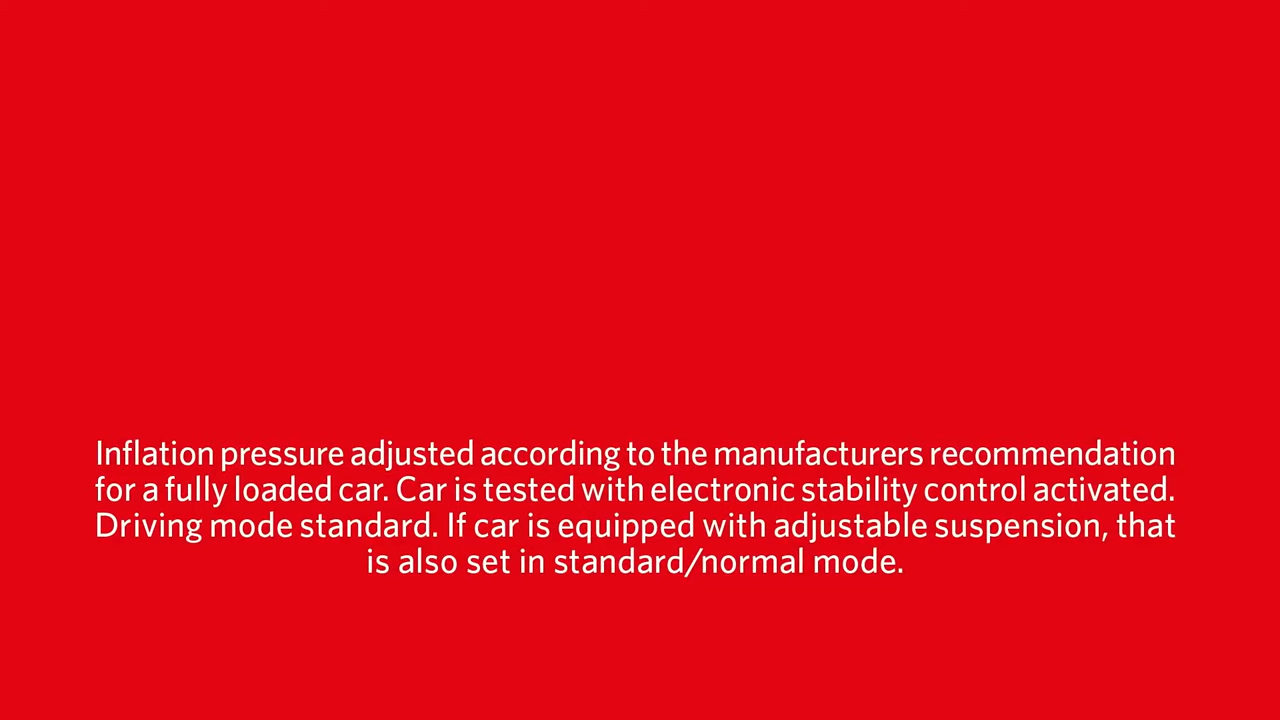 Inflation pressure adjusted according to the manufacturers recommendation
for a fully loaded car. Car is tested with electronic stability control activated.
Driving mode standard. If car is equipped with adjustable suspension, that
is also set in standard/normal mode.